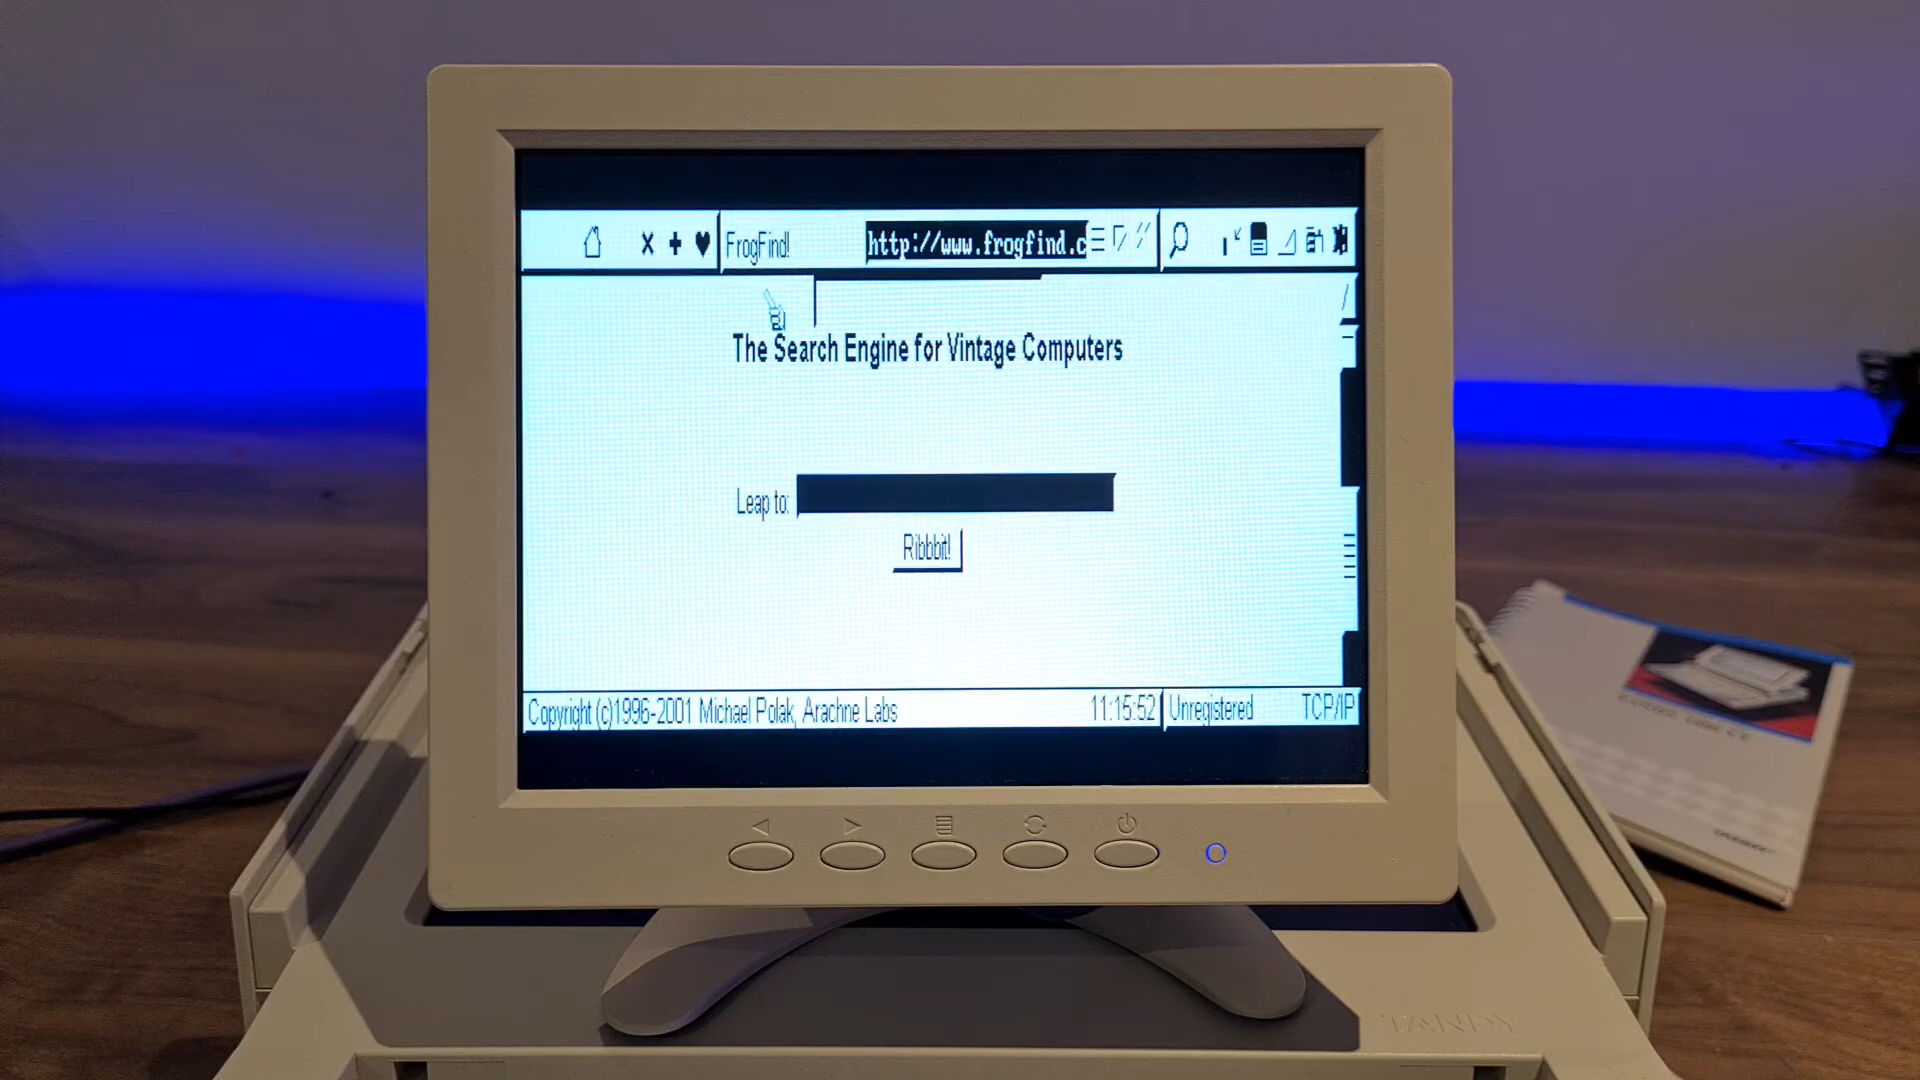 FrogFind! http://www.frogfind.c
The Search Engine for Vintage Computers
Leap to:
Ribbbit!
Copyright (c)1996-2001 Michael Polak, Arachne Labs 11:15:52 Unregistered TCP/IP
TANDY